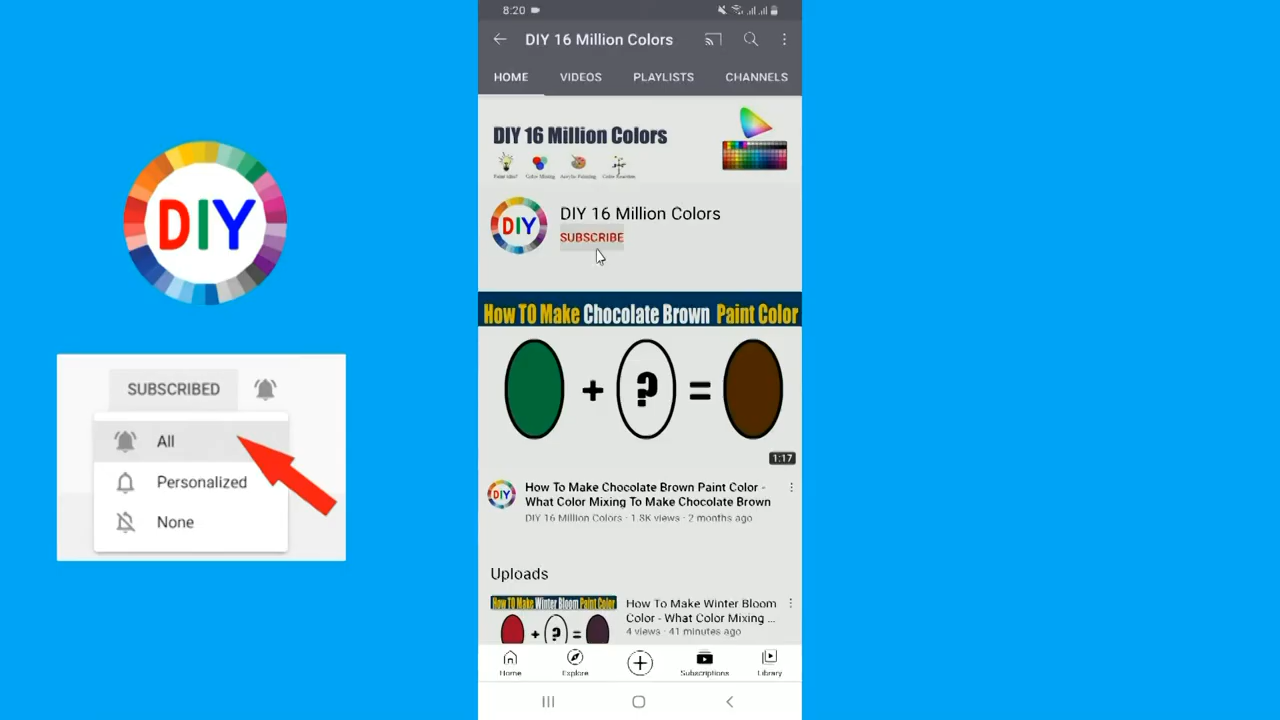 8:20
DIY 16 Million Colors
HOME VIDEOS PLAYLISTS CHANNELS
DIY 16 Million Colors
Color Mixing
DIY
DIY 16 Million Colors
SUBSCRIBE
How TO Make Chocolate Brown Paint Color
+ ? =
1:17
DIY
How To Make Chocolate Brown Paint Color -
What Color Mixing To Make Chocolate Brown
DIY 16 Million Colors · 1.8K views · 2 months ago
Uploads
How TO Make Winter Bloom Paint Color
+ ? =
How To Make Winter Bloom
Color - What Color Mixing ...
4 views · 41 minutes ago
Home Explore Subscriptions Library
DIY
SUBSCRIBED
All
Personalized
None